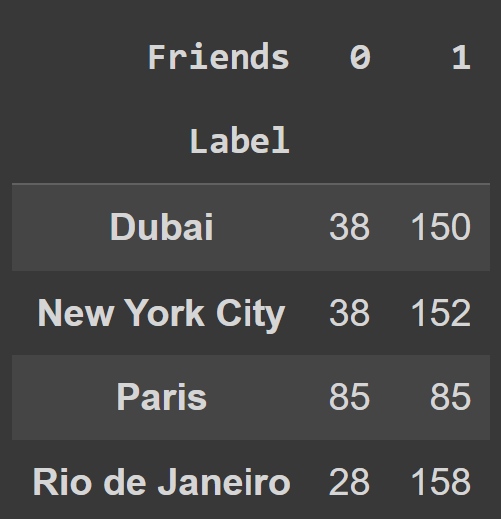 Friends 0 1
Label
Dubai 38 150
New York City 38 152
Paris 85 85
Rio de Janeiro 28 158